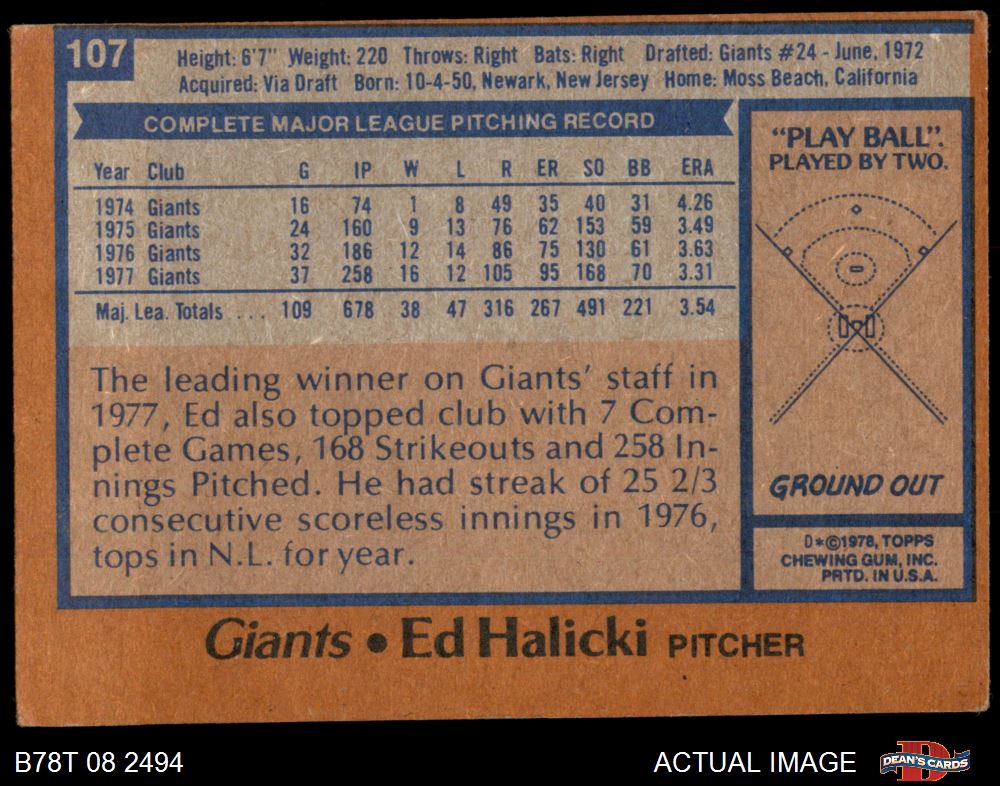 107
Height: 6'7" Weight: 220 Throws: Right Bats: Right Drafted: Giants #24 - June, 1972
Acquired: Via Draft Born: 10-4-50, Newark, New Jersey Home: Moss Beach, California
COMPLETE MAJOR LEAGUE PITCHING RECORD
Year Club G IP W L R ER SO BB ERA
1974 Giants 16 74 1 8 49 35 40 31 4.26
1975 Giants 24 160 9 13 76 62 153 59 3.49
1976 Giants 32 186 12 14 86 75 130 61 3.63
1977 Giants 37 258 16 12 105 95 168 70 3.31
Maj. Lea. Totals . . . 109 678 38 47 316 267 491 221 3.54
The leading winner on Giants' staff in
1977, Ed also topped club with 7 Com-
plete Games, 168 Strikeouts and 258 In-
nings Pitched. He had streak of 25 2/3
consecutive scoreless innings in 1976,
tops in N.L. for year.
"PLAY BALL".
PLAYED BY TWO.
GROUND OUT
D*©1978, TOPPS
CHEWING GUM, INC.
PRTD. IN U.S.A.
Giants • Ed Halicki PITCHER
B78T 08 2494
ACTUAL IMAGE
DEAN'S CARDS